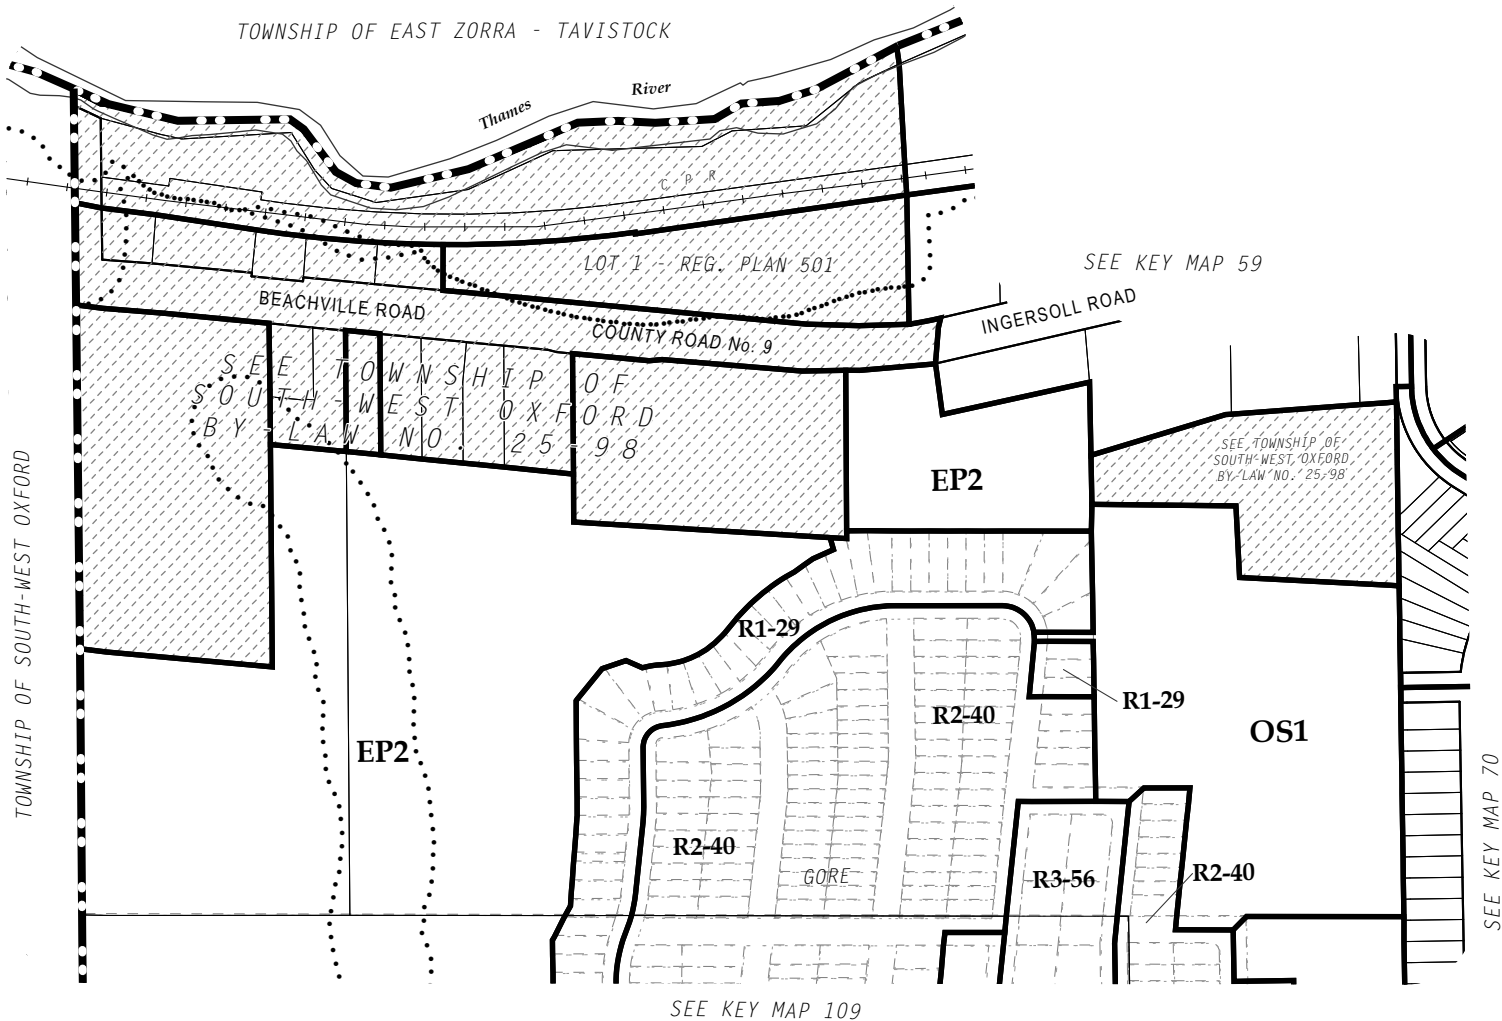 TOWNSHIP OF EAST ZORRA - TAVISTOCK
Thames
River
C P R
LOT 1 - REG. PLAN 501
SEE KEY MAP 59
BEACHVILLE ROAD
INGERSOLL ROAD
COUNTY ROAD No. 9
SEE TOWNSHIP OF
SOUTH-WEST OXFORD
BY-LAW NO. 25-98
SEE TOWNSHIP OF
SOUTH-WEST OXFORD
BY-LAW NO. 25-98
EP2
TOWNSHIP OF SOUTH-WEST OXFORD
R1-29
R1-29
R2-40
OS1
EP2
SEE KEY MAP 70
R2-40
GORE
R3-56
R2-40
SEE KEY MAP 109